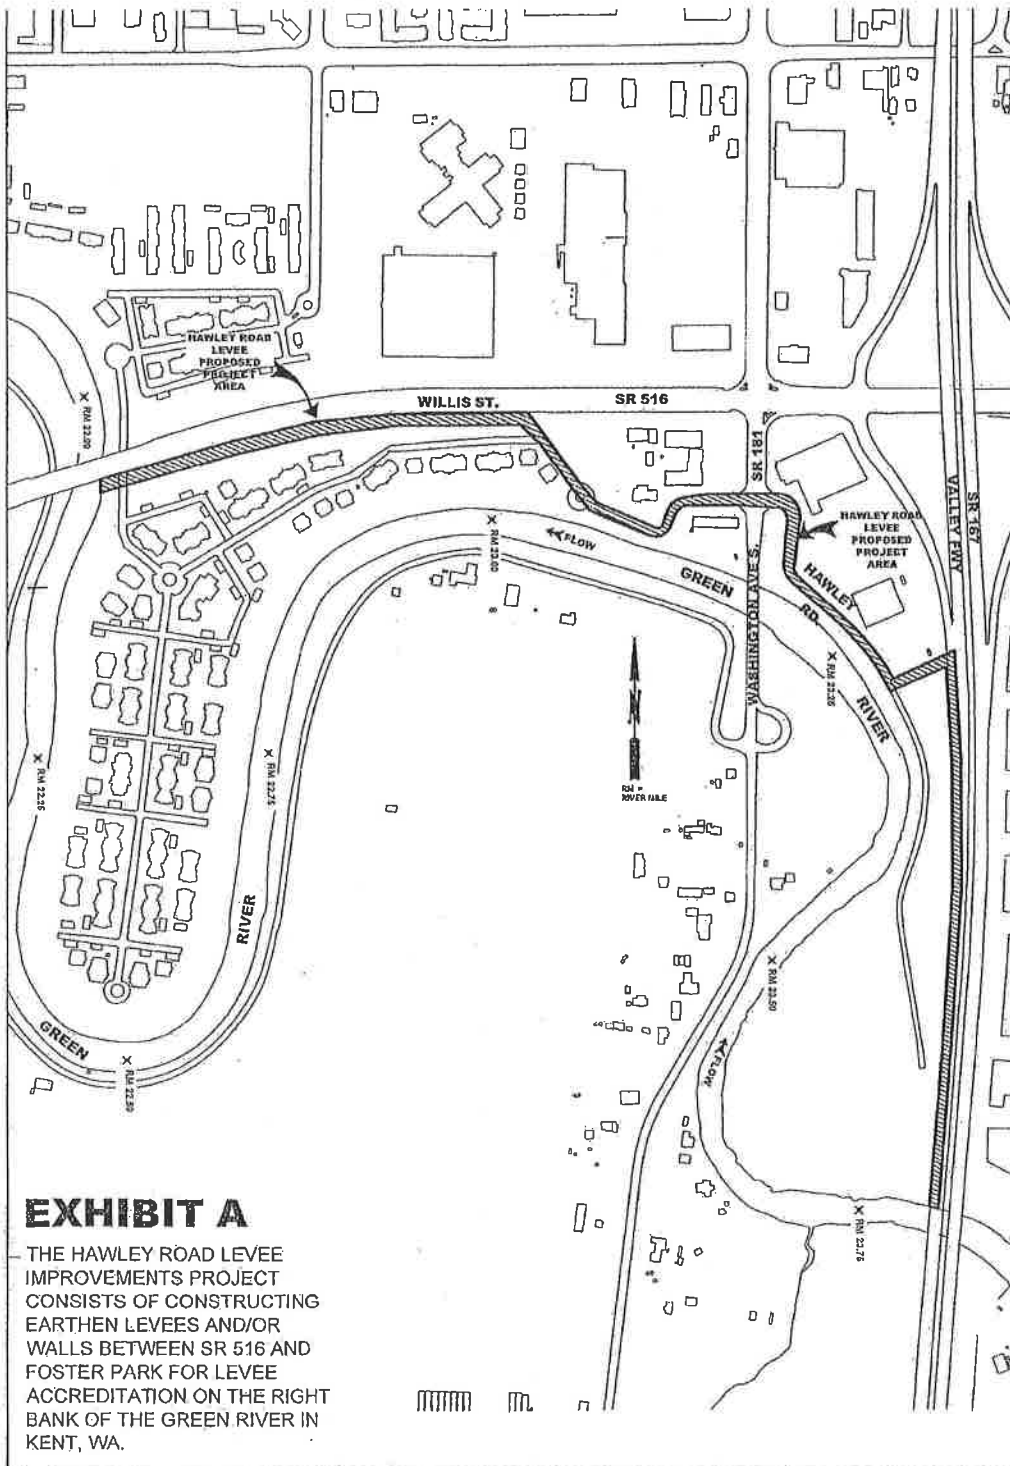 HAWLEY ROAD
LEVEE
PROPOSED
PROJECT
AREA
WILLIS ST.
SR 516
RM 22.00
SR 181
HAWLEY ROAD
LEVEE
PROPOSED
PROJECT
AREA
VALLEY FWY
SR 167
RM 23.00
FLOW
GREEN
HAWLEY
RD.
WASHINGTON AVE S.
RM 23.25
RIVER
N
RM =
RIVER MILE
RM 22.25
RM 22.75
RIVER
RM 23.50
GREEN
FLOW
RM 22.50
RM 23.75
EXHIBIT A
THE HAWLEY ROAD LEVEE
IMPROVEMENTS PROJECT
CONSISTS OF CONSTRUCTING
EARTHEN LEVEES AND/OR
WALLS BETWEEN SR 516 AND
FOSTER PARK FOR LEVEE
ACCREDITATION ON THE RIGHT
BANK OF THE GREEN RIVER IN
KENT, WA.